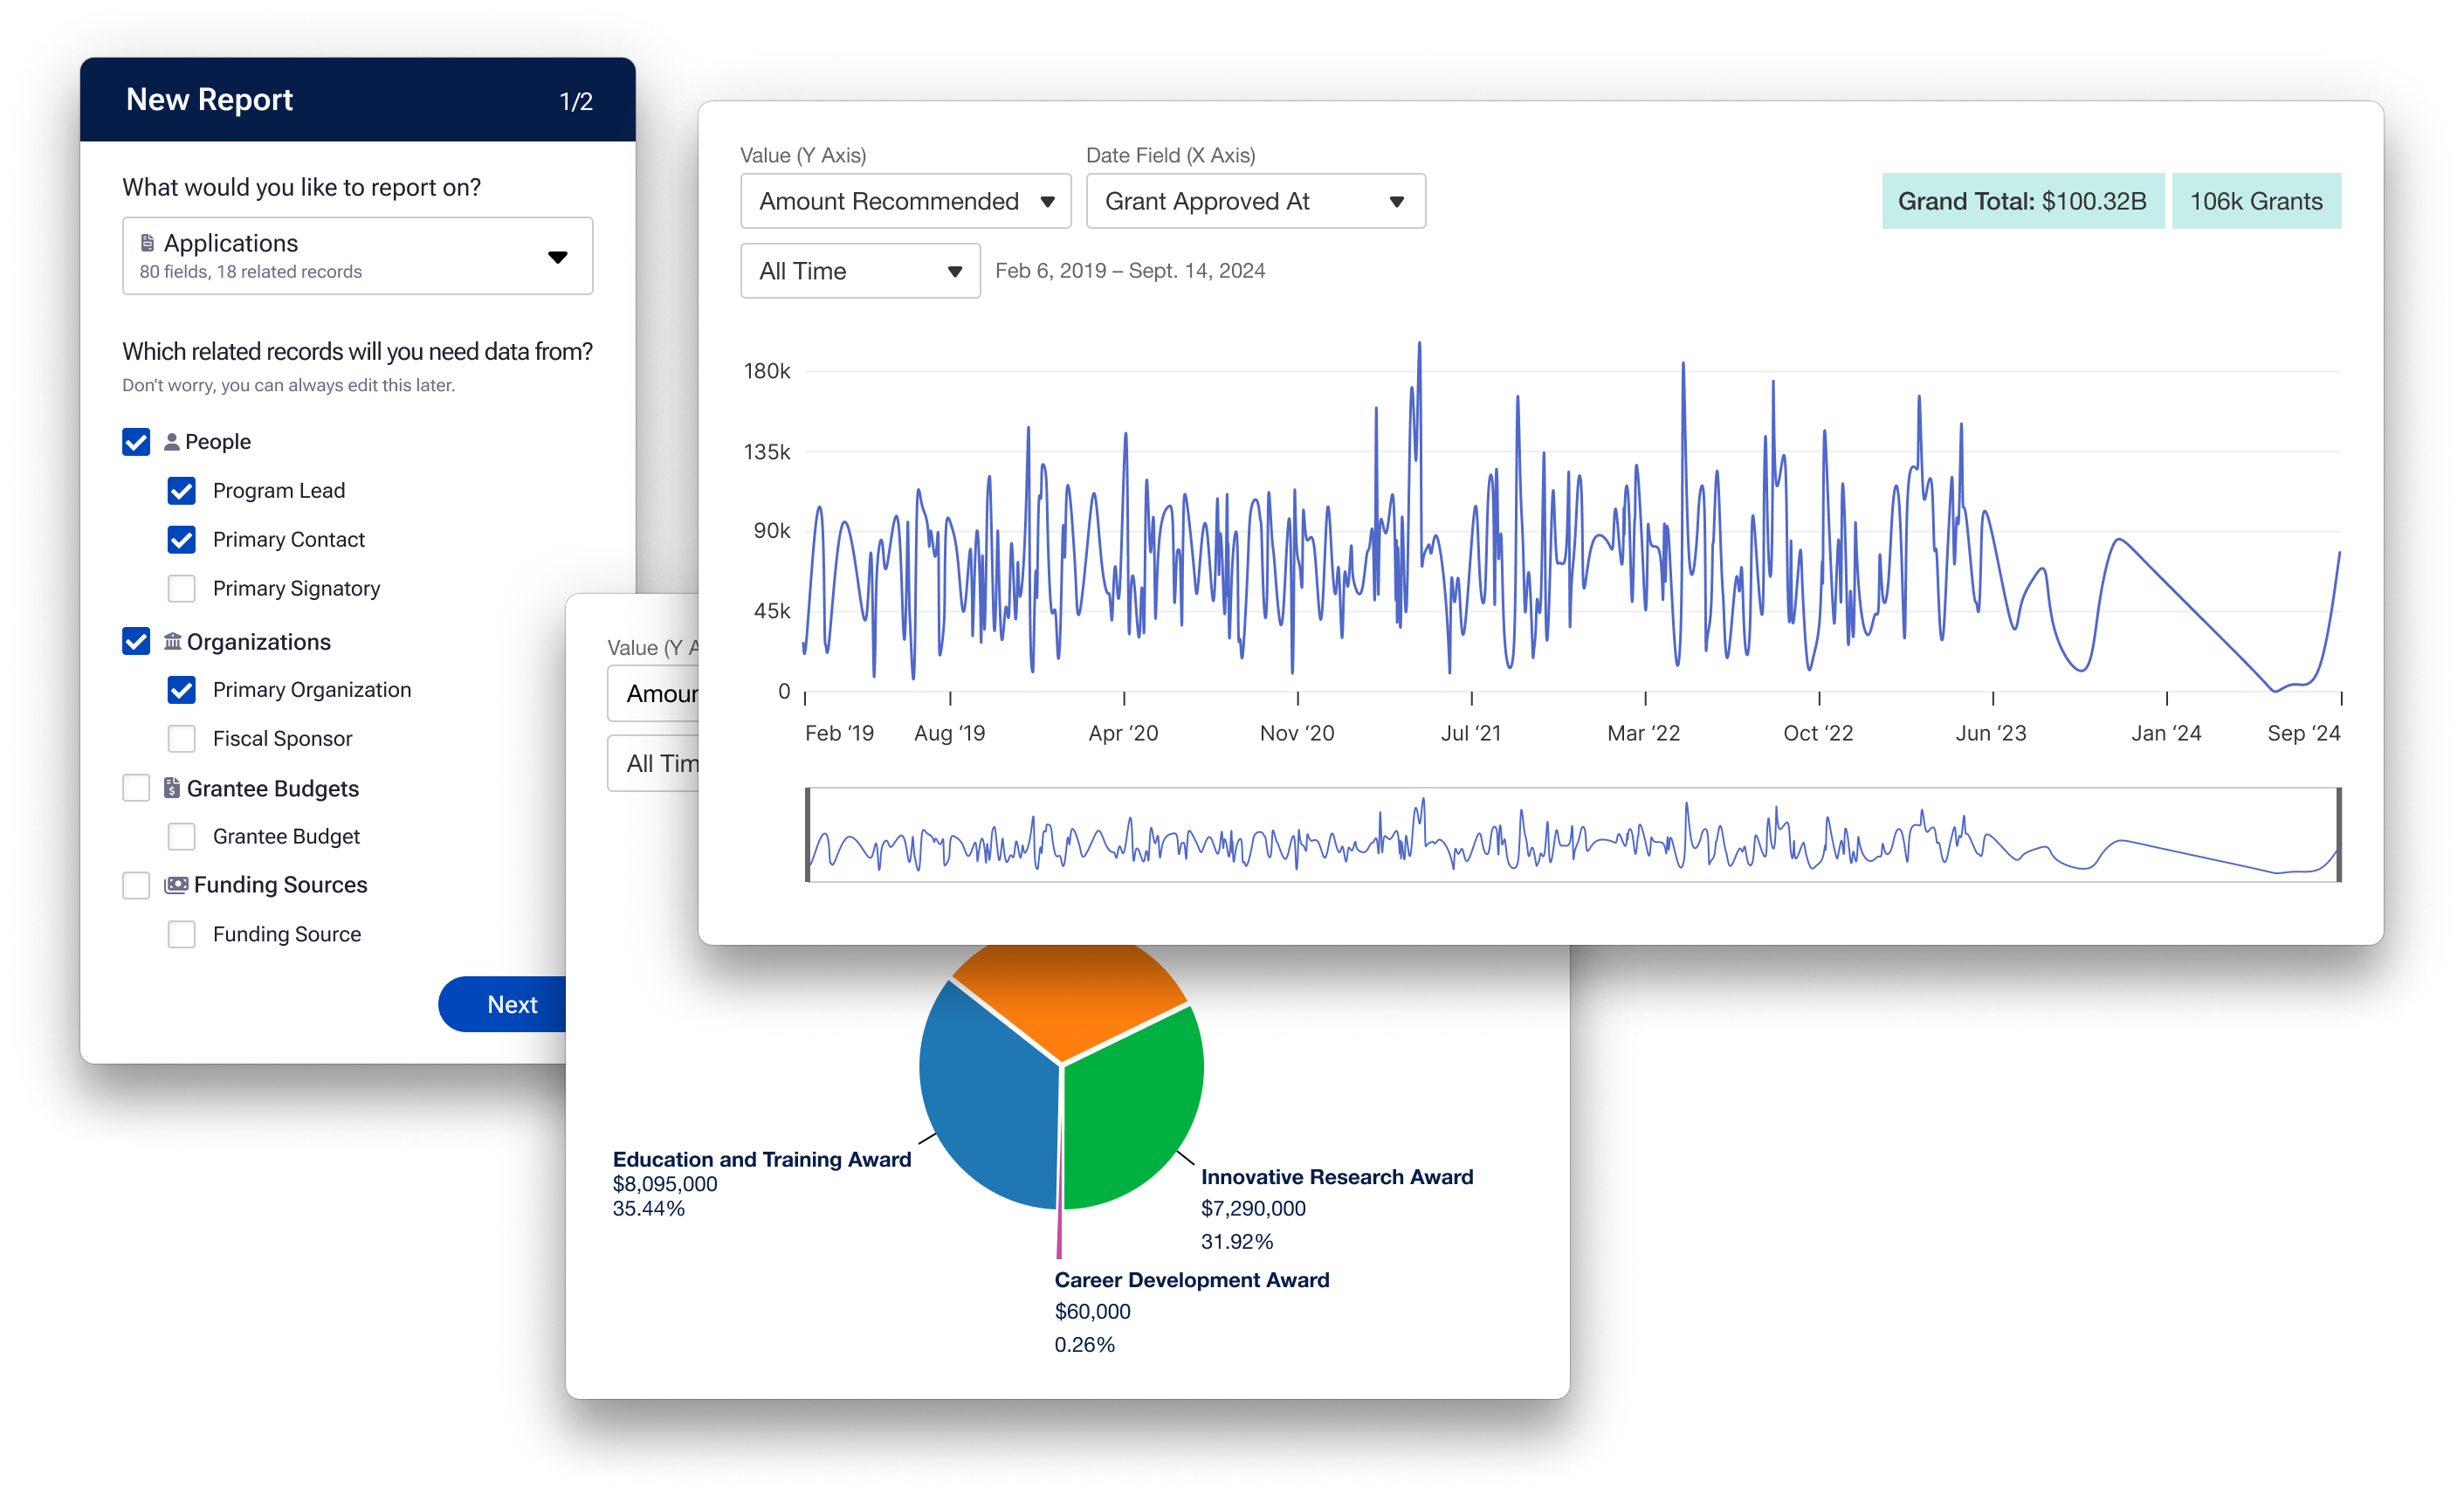 New Report
1/2
What would you like to report on?
Applications
80 fields, 18 related records
Which related records will you need data from?
Don't worry, you can always edit this later.
People
Program Lead
Primary Contact
Primary Signatory
Organizations
Primary Organization
Fiscal Sponsor
Grantee Budgets
Grantee Budget
Funding Sources
Funding Source
Next
Value (Y Axis)
Date Field (X Axis)
Amount Recommended
Grant Approved At
Grand Total: $100.32B
106k Grants
All Time
Feb 6, 2019 – Sept. 14, 2024
180k
135k
90k
45k
0
Feb ‘19
Aug ‘19
Apr ‘20
Nov ‘20
Jul ‘21
Mar ‘22
Oct ‘22
Jun ‘23
Jan ‘24
Sep ‘24
Value (Y A
Amour
All Tim
Education and Training Award
$8,095,000
35.44%
Innovative Research Award
$7,290,000
31.92%
Career Development Award
$60,000
0.26%